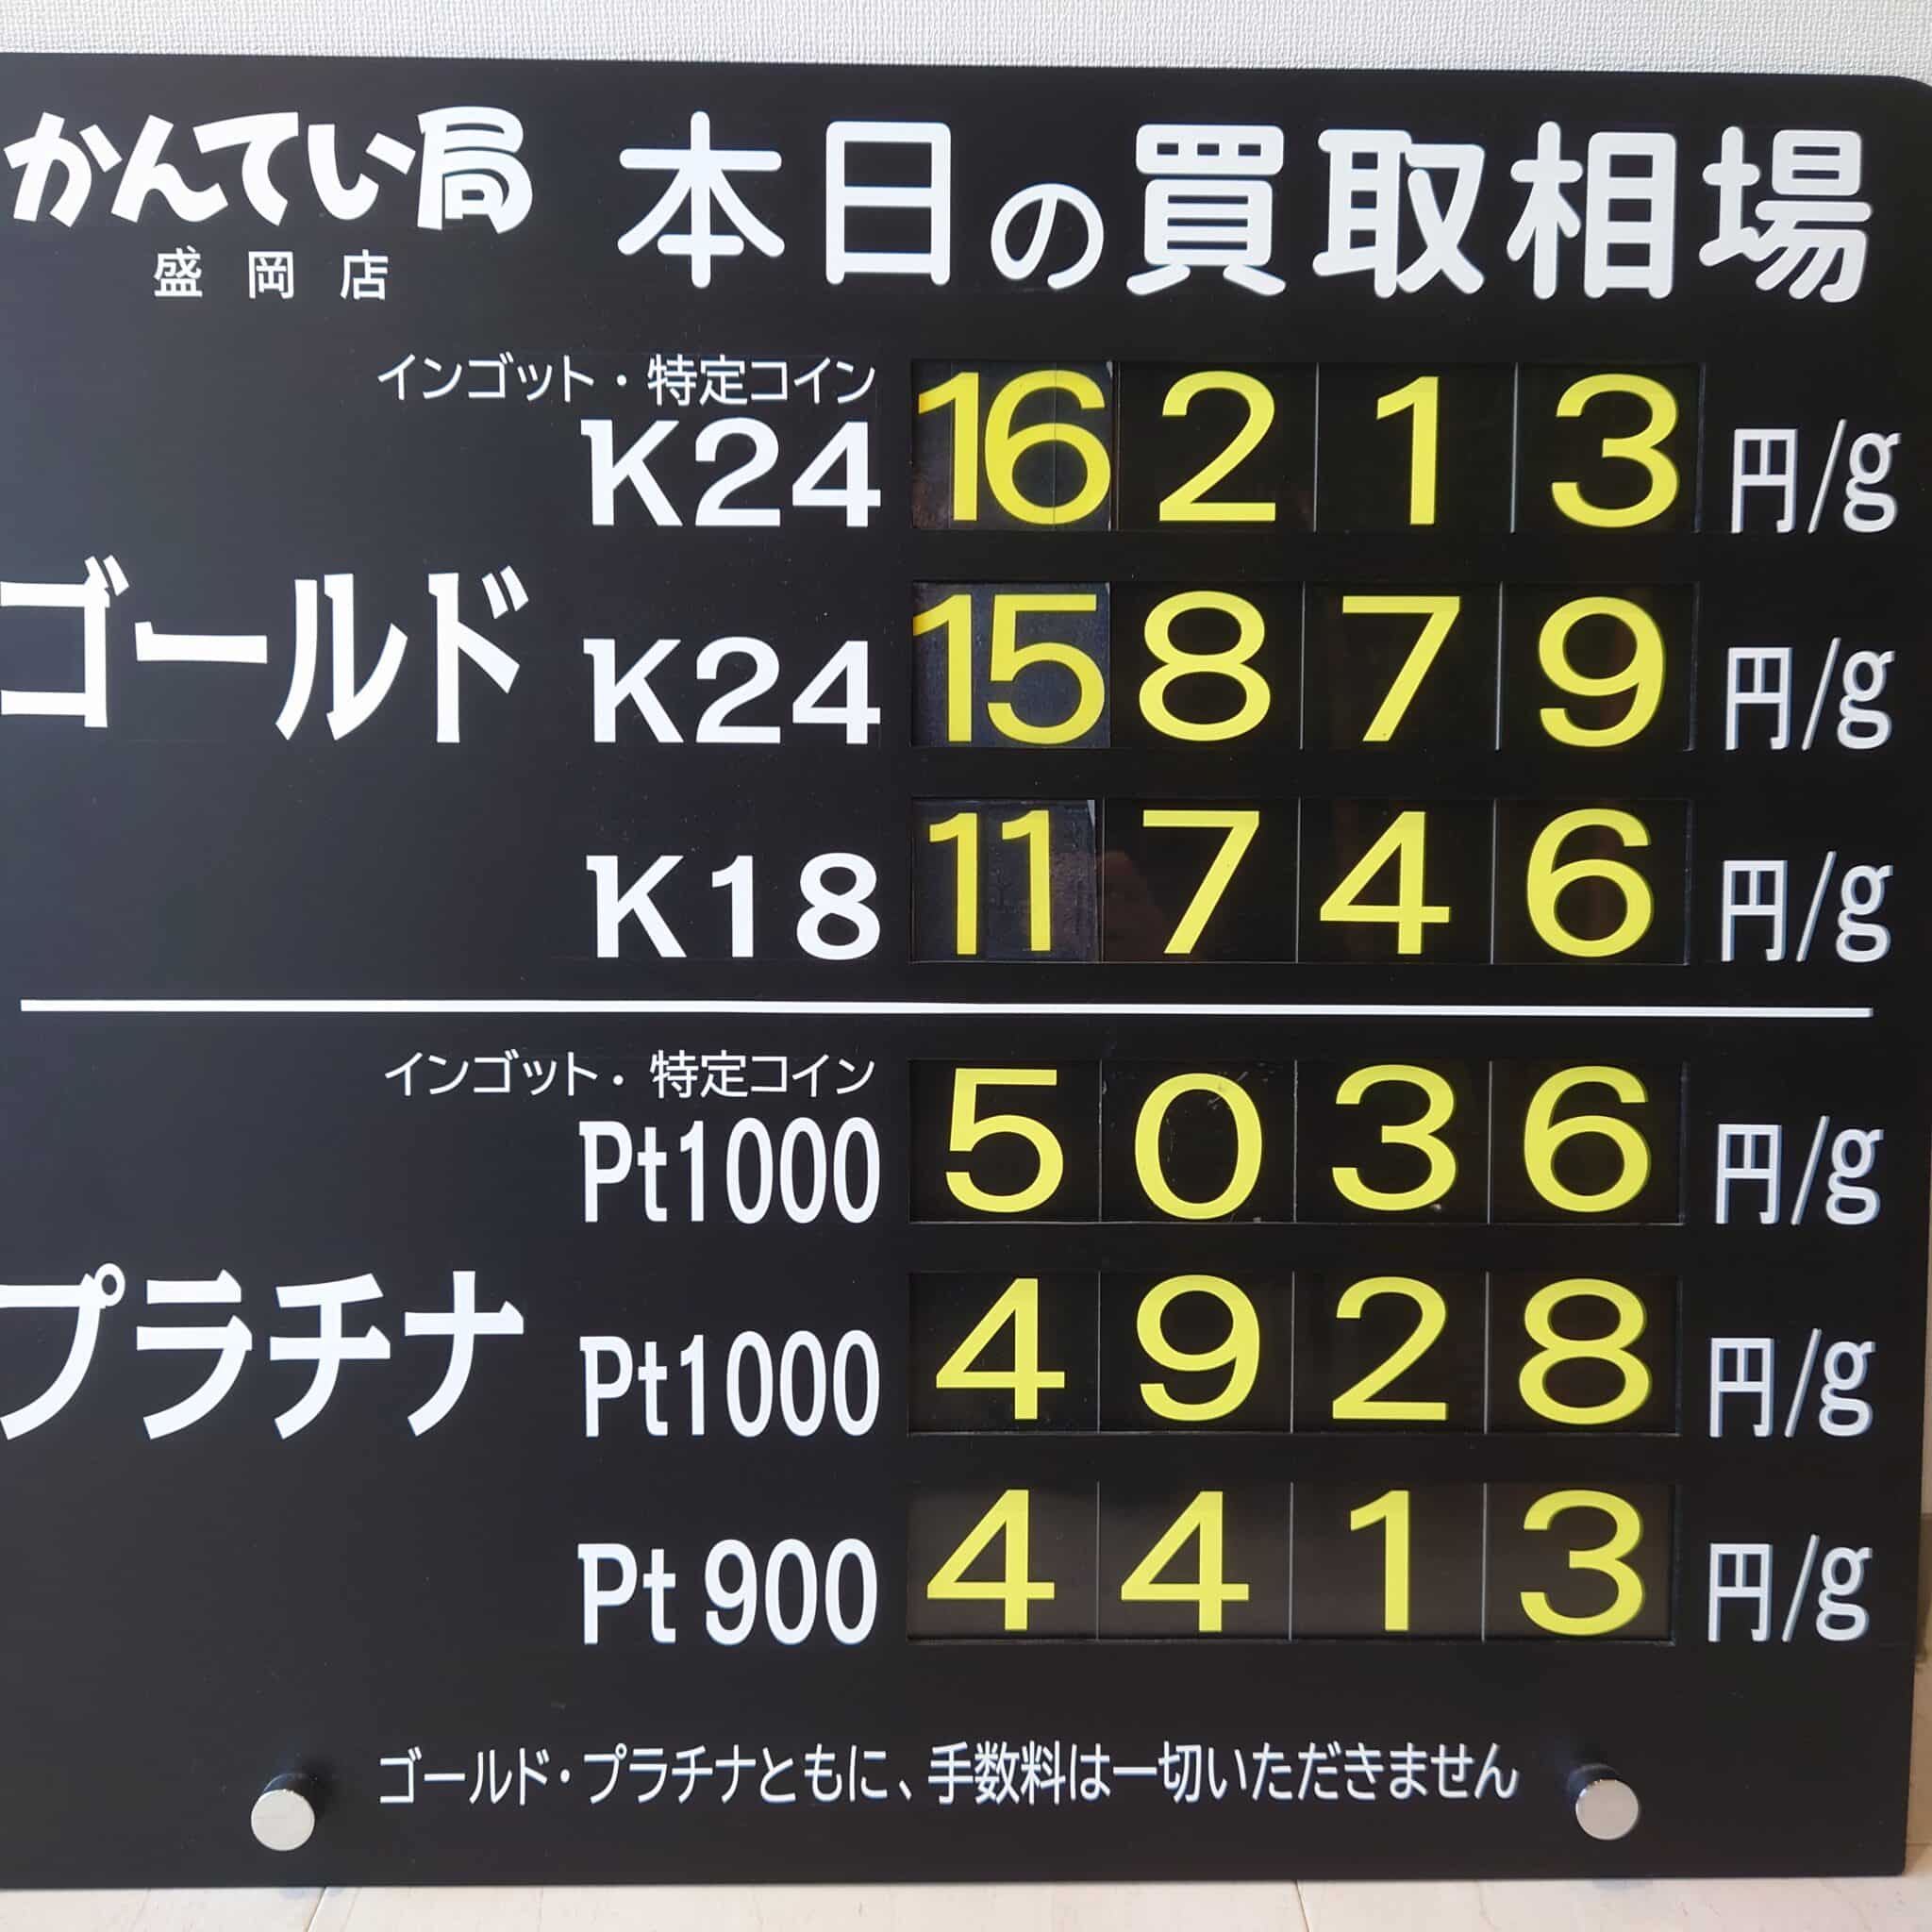 かんてい局 本日の買取相場
盛岡店
インゴット・特定コイン
K24 16213 円/g
ゴールド K24 15879 円/g
K18 11746 円/g
インゴット・特定コイン
Pt1000 5036 円/g
プラチナ Pt1000 4928 円/g
Pt 900 4413 円/g
ゴールド・プラチナともに、手数料は一切いただきません